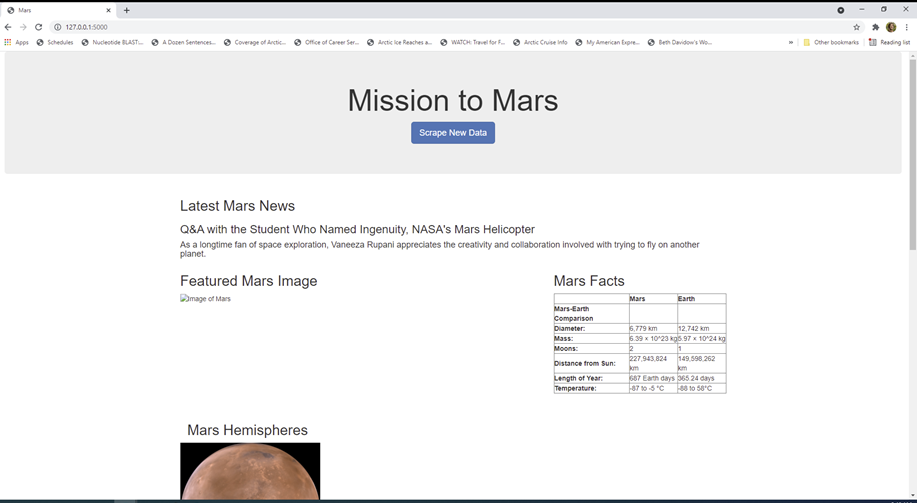 Mars
127.0.0.1:5000
Apps Schedules Nucleotide BLAST:... A Dozen Sentences... Coverage of Arctic... Office of Career Ser... Arctic Ice Reaches a... WATCH: Travel for F... Arctic Cruise Info My American Expre... Beth Davidow's Wo... » Other bookmarks Reading list
Mission to Mars
Scrape New Data
Latest Mars News
Q&A with the Student Who Named Ingenuity, NASA's Mars Helicopter
As a longtime fan of space exploration, Vaneeza Rupani appreciates the creativity and collaboration involved with trying to fly on another
planet.
Featured Mars Image
Image of Mars
Mars Facts
Mars Earth
Mars-Earth
Comparison
Diameter: 6,779 km 12,742 km
Mass: 6.39 × 10^23 kg 5.97 × 10^24 kg
Moons: 2 1
Distance from Sun: 227,943,824 km 149,598,262 km
Length of Year: 687 Earth days 365.24 days
Temperature: -87 to -5 °C -88 to 58°C
Mars Hemispheres